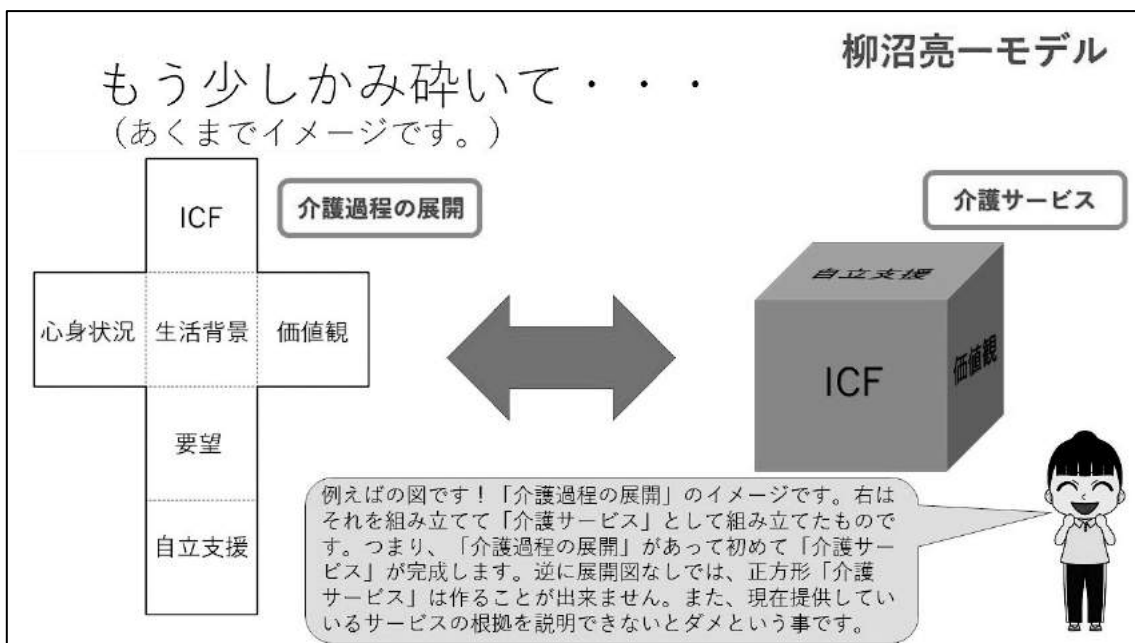 柳沼亮一モデル
もう少しかみ砕いて・・・
（あくまでイメージです。）
介護過程の展開
ICF
心身状況 生活背景 価値観
要望
自立支援
介護サービス
自立支援
ICF
価値観
例えばの図です！「介護過程の展開」のイメージです。右は
それを組み立てて「介護サービス」として組み立てたもので
す。つまり、「介護過程の展開」があって初めて「介護サー
ビス」が完成します。逆に展開図なしでは、正方形「介護
サービス」は作ることが出来ません。また、現在提供してい
いるサービスの根拠を説明できないとダメという事です。